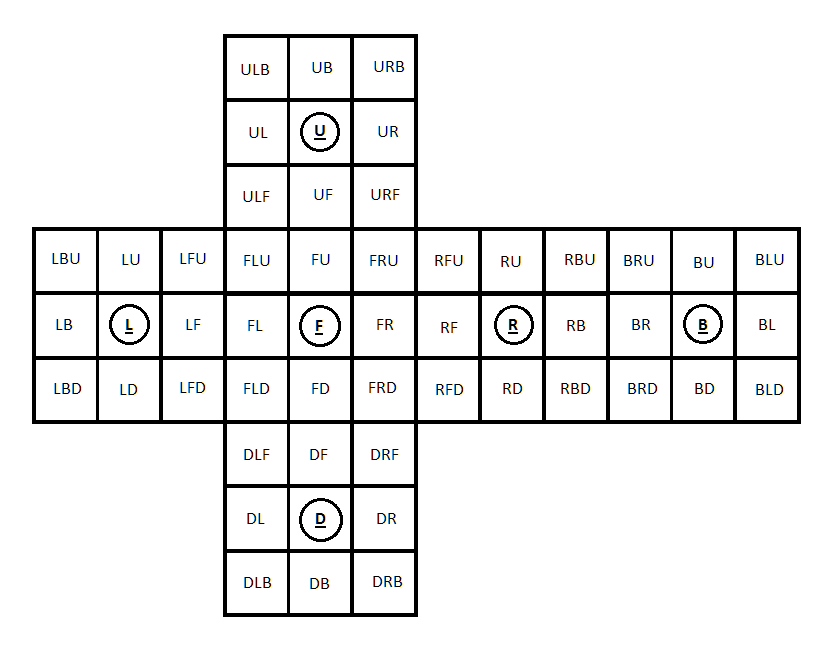 ULB UB URB
UL U UR
ULF UF URF
LBU LU LFU FLU FU FRU RFU RU RBU BRU BU BLU
LB L LF FL F FR RF R RB BR B BL
LBD LD LFD FLD FD FRD RFD RD RBD BRD BD BLD
DLF DF DRF
DL D DR
DLB DB DRB